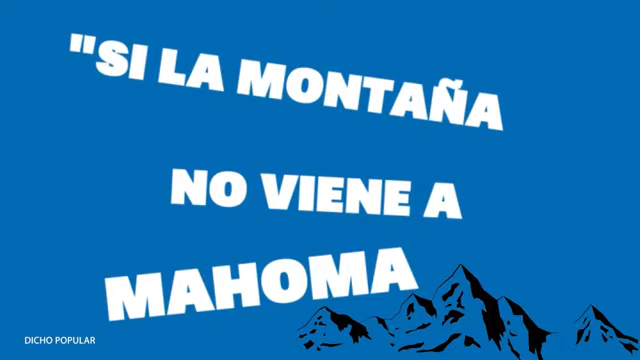 "SI LA MONTAÑA
NO VIENE A
MAHOMA
DICHO POPULAR